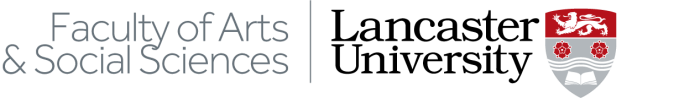 Faculty of Arts
& Social Sciences
Lancaster
University